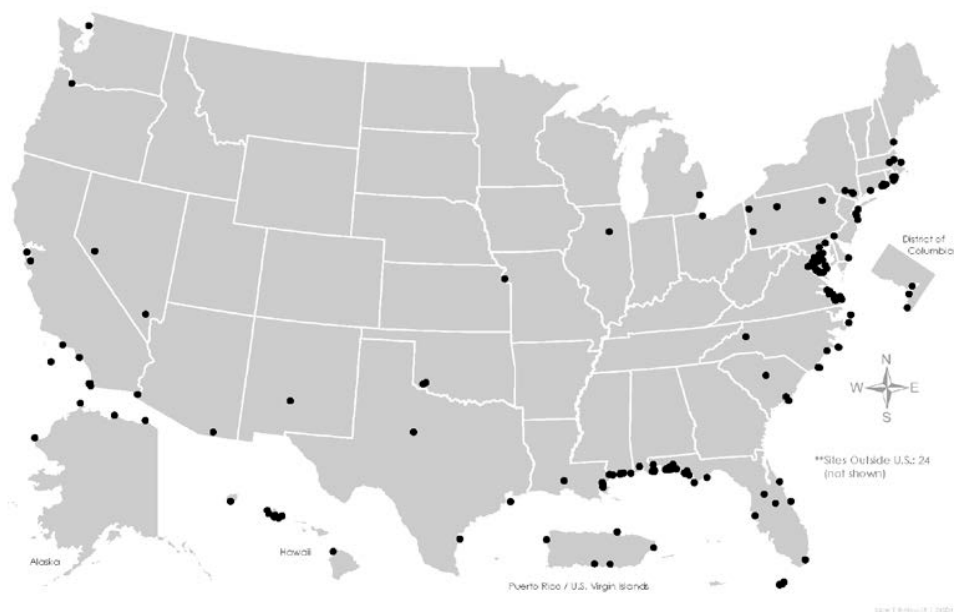 District of
Columbia
N
W E
S
**Sites Outside U.S.: 24
(not shown)
Alaska
Hawaii
Puerto Rico / U.S. Virgin Islands